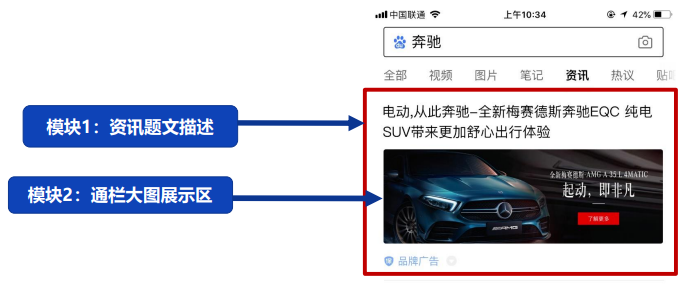 中国联通
上午10:34
42%
奔驰
全部 视频 图片 笔记 资讯 热议 贴吧
电动,从此奔驰-全新梅赛德斯奔驰EQC 纯电
SUV带来更加舒心出行体验
模块1：资讯题文描述
模块2：通栏大图展示区
全新梅赛德斯-AMG A 35 L 4MATIC
起动，即非凡
了解更多
AMG
品牌广告